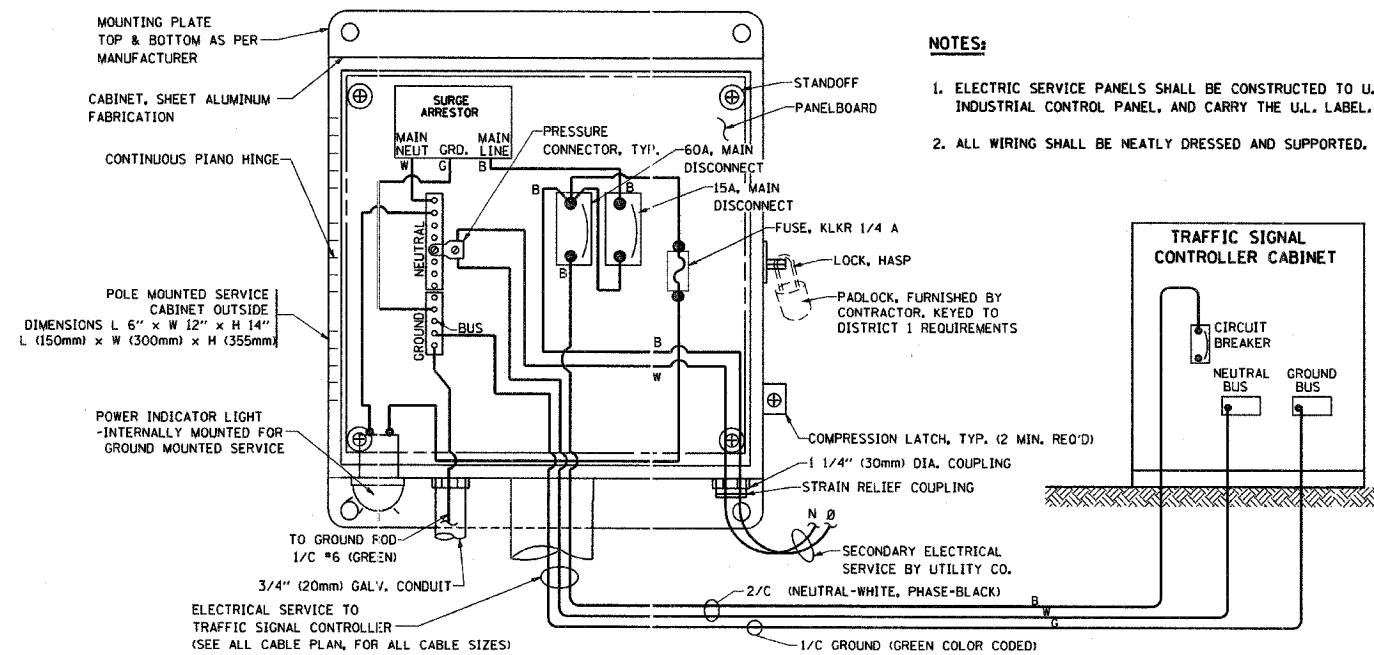 MOUNTING PLATE
TOP & BOTTOM AS PER
MANUFACTURER
CABINET, SHEET ALUMINUM
FABRICATION
CONTINUOUS PIANO HINGE
POLE MOUNTED SERVICE
CABINET OUTSIDE
DIMENSIONS L 6" x W 12" x H 14"
L (150mm) x W (300mm) x H (355mm)
POWER INDICATOR LIGHT
-INTERNALLY MOUNTED FOR
GROUND MOUNTED SERVICE
TO GROUND ROD
1/C #6 (GREEN)
3/4" (20mm) GALV. CONDUIT
ELECTRICAL SERVICE TO
TRAFFIC SIGNAL CONTROLLER
(SEE ALL CABLE PLAN, FOR ALL CABLE SIZES)
SURGE
ARRESTOR
MAIN MAIN
NEUT GRD. LINE
W G B
PRESSURE
CONNECTOR, TYP.
60A, MAIN
DISCONNECT
B B
15A, MAIN
DISCONNECT
B
NEUTRAL
GROUND
BUS
B
W
STANDOFF
PANELBOARD
FUSE, KLKR 1/4 A
LOCK, HASP
PADLOCK, FURNISHED BY
CONTRACTOR, KEYED TO
DISTRICT 1 REQUIREMENTS
COMPRESSION LATCH, TYP. (2 MIN. REQ'D)
1 1/4" (30mm) DIA. COUPLING
STRAIN RELIEF COUPLING
N Ø
SECONDARY ELECTRICAL
SERVICE BY UTILITY CO.
2/C (NEUTRAL-WHITE, PHASE-BLACK)
B
W
G
1/C GROUND (GREEN COLOR CODED)
NOTES:
1. ELECTRIC SERVICE PANELS SHALL BE CONSTRUCTED TO U.
INDUSTRIAL CONTROL PANEL, AND CARRY THE U.L. LABEL.
2. ALL WIRING SHALL BE NEATLY DRESSED AND SUPPORTED.
TRAFFIC SIGNAL
CONTROLLER CABINET
CIRCUIT
BREAKER
NEUTRAL GROUND
BUS BUS